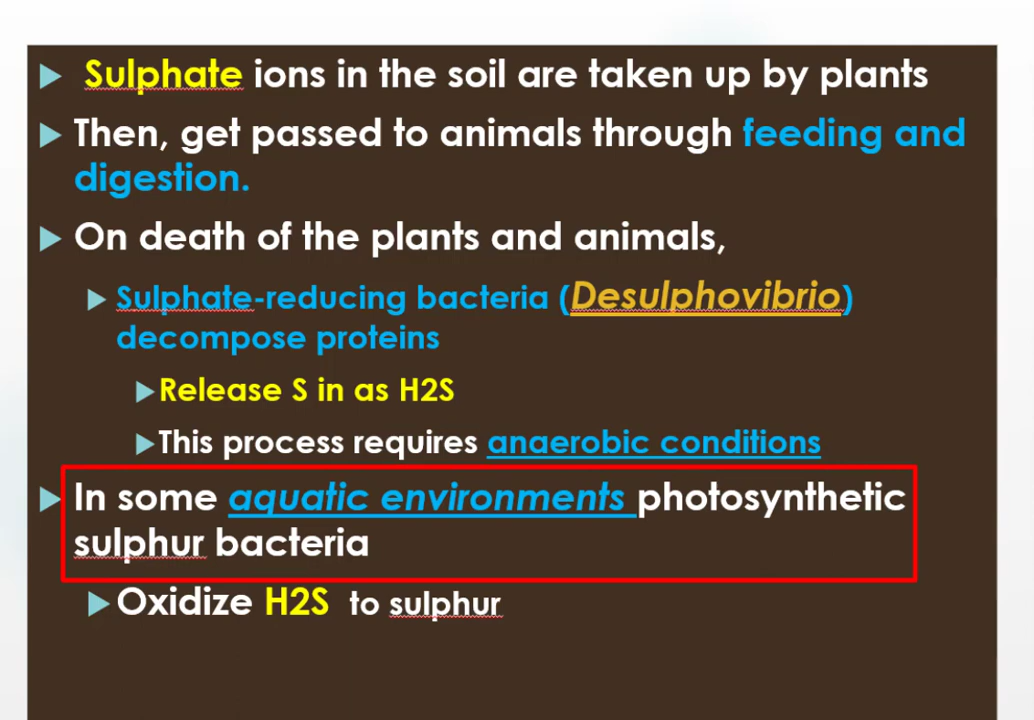 Sulphate ions in the soil are taken up by plants
Then, get passed to animals through feeding and
digestion.
On death of the plants and animals,
Sulphate-reducing bacteria (Desulphovibrio)
decompose proteins
Release S in as H2S
This process requires anaerobic conditions
In some aquatic environments photosynthetic
sulphur bacteria
Oxidize H2S to sulphur